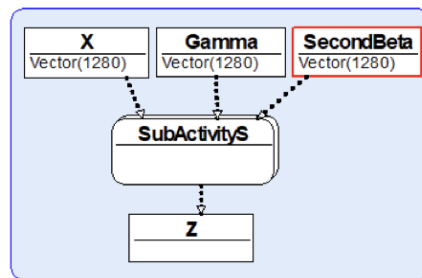 X
Vector(1280)
Gamma
Vector(1280)
SecondBeta
Vector(1280)
SubActivityS
Z